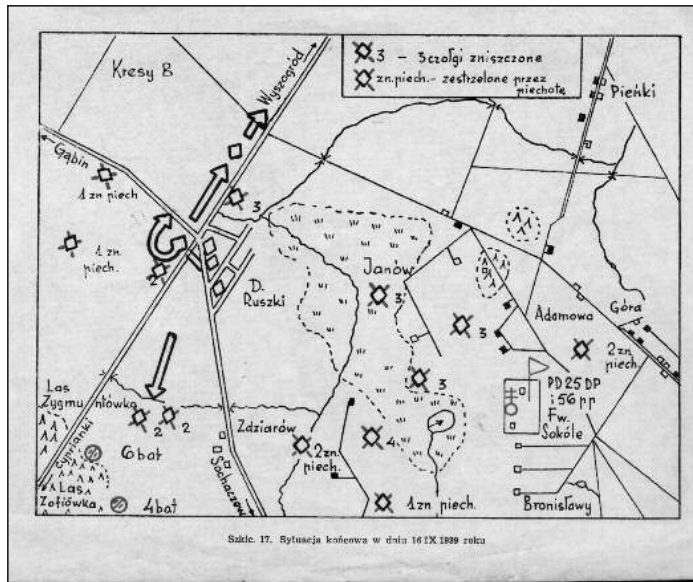 Kresy B
Wyszogród
3 - 3 czołgi zniszczone
zn.piech.- zestrzelone przez
piechotę
Pieńki
Gąbin
1 zn piech
3
1 zn.
piech.
2
D.
Ruszki
Janów
3
3
Adamowa
Góra
2 zn
piech.
3
PD 25 DP
i 56 pp
Fw.
Sokóle
Las
Zygmuntówka
2
2
Zdziarów
2 zn.
piech.
4
Cyprianki
6 bat
Las
Zofiówka
4 bat
Sochaczew
1 zn piech.
Bronisławy
Szkic. 17. Sytuacja końcowa w dniu 16 IX 1939 roku